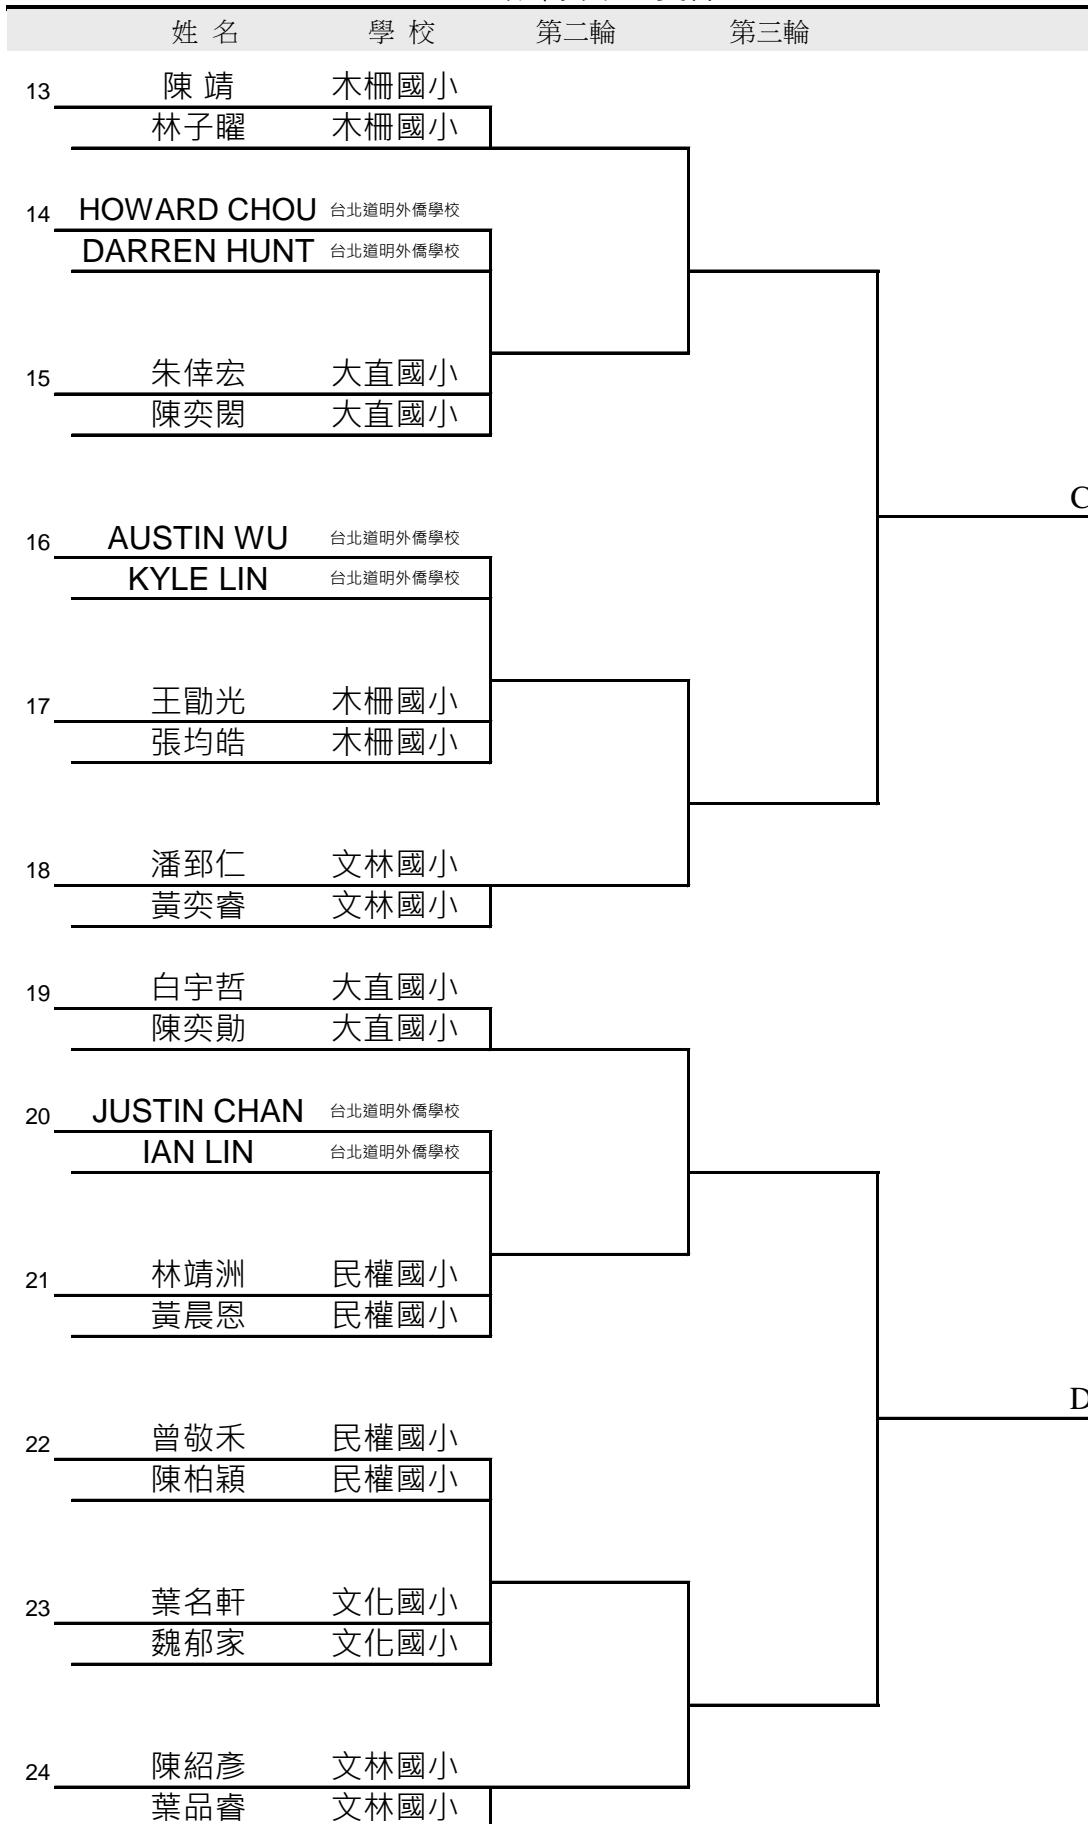 姓 名 學 校 第二輪 第三輪
13 陳 靖 木柵國小
林子曜 木柵國小
14 HOWARD CHOU 台北道明外僑學校
DARREN HUNT 台北道明外僑學校
15 朱倖宏 大直國小
陳奕閎 大直國小
C
16 AUSTIN WU 台北道明外僑學校
KYLE LIN 台北道明外僑學校
17 王勖光 木柵國小
張均皓 木柵國小
18 潘郅仁 文林國小
黃奕睿 文林國小
19 白宇哲 大直國小
陳奕勛 大直國小
20 JUSTIN CHAN 台北道明外僑學校
IAN LIN 台北道明外僑學校
21 林靖洲 民權國小
黃晨恩 民權國小
D
22 曾敬禾 民權國小
陳柏穎 民權國小
23 葉名軒 文化國小
魏郁家 文化國小
24 陳紹彥 文林國小
葉品睿 文林國小